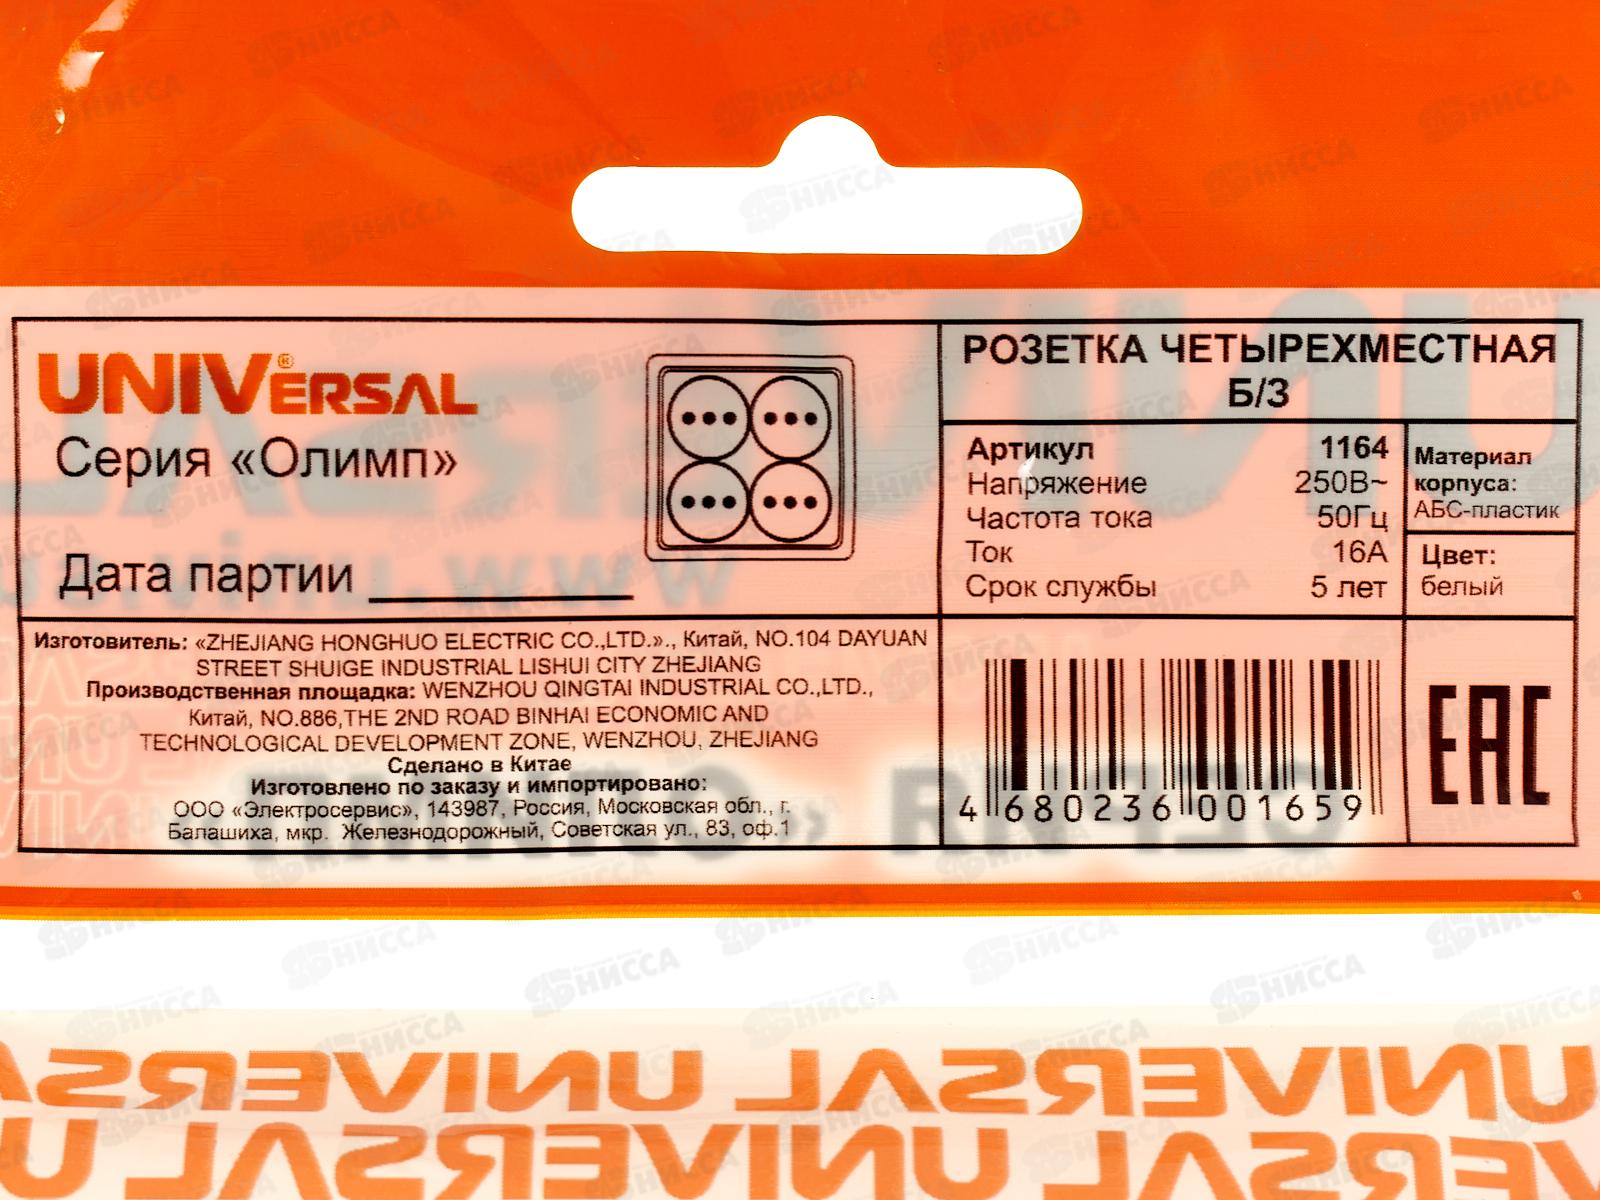 UNIVERSAL®
Серия «Олимп»
Дата партии
РОЗЕТКА ЧЕТЫРЕХМЕСТНАЯ
Б/З
Артикул 1164
Напряжение 250В~
Частота тока 50Гц
Ток 16А
Срок службы 5 лет
Материал
корпуса:
АБС-пластик
Цвет:
белый
Изготовитель: «ZHEJIANG HONGHUO ELECTRIC CO.,LTD.»., Китай, NO.104 DAYUAN
STREET SHUIGE INDUSTRIAL LISHUI CITY ZHEJIANG
Производственная площадка: WENZHOU QINGTAI INDUSTRIAL CO.,LTD.,
Китай, NO.886,THE 2ND ROAD BINHAI ECONOMIC AND
TECHNOLOGICAL DEVELOPMENT ZONE, WENZHOU, ZHEJIANG
Сделано в Китае
Изготовлено по заказу и импортировано:
ООО «Электросервис», 143987, Россия, Московская обл., г.
Балашиха, мкр. Железнодорожный, Советская ул., 83, оф.1
4 680236 001659
EAC
UNIVERSAL UNIVERSAL
UNIVERSAL UNIVERSAL